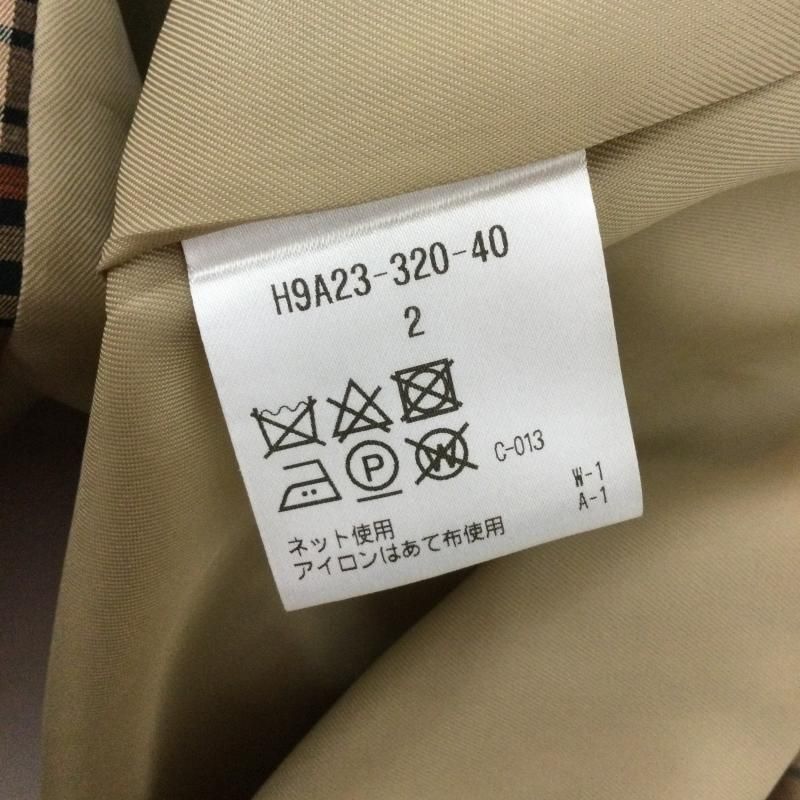 H9A23-320-40
2
P W C-013
W-1
A-1
ネット使用
アイロンはあて布使用